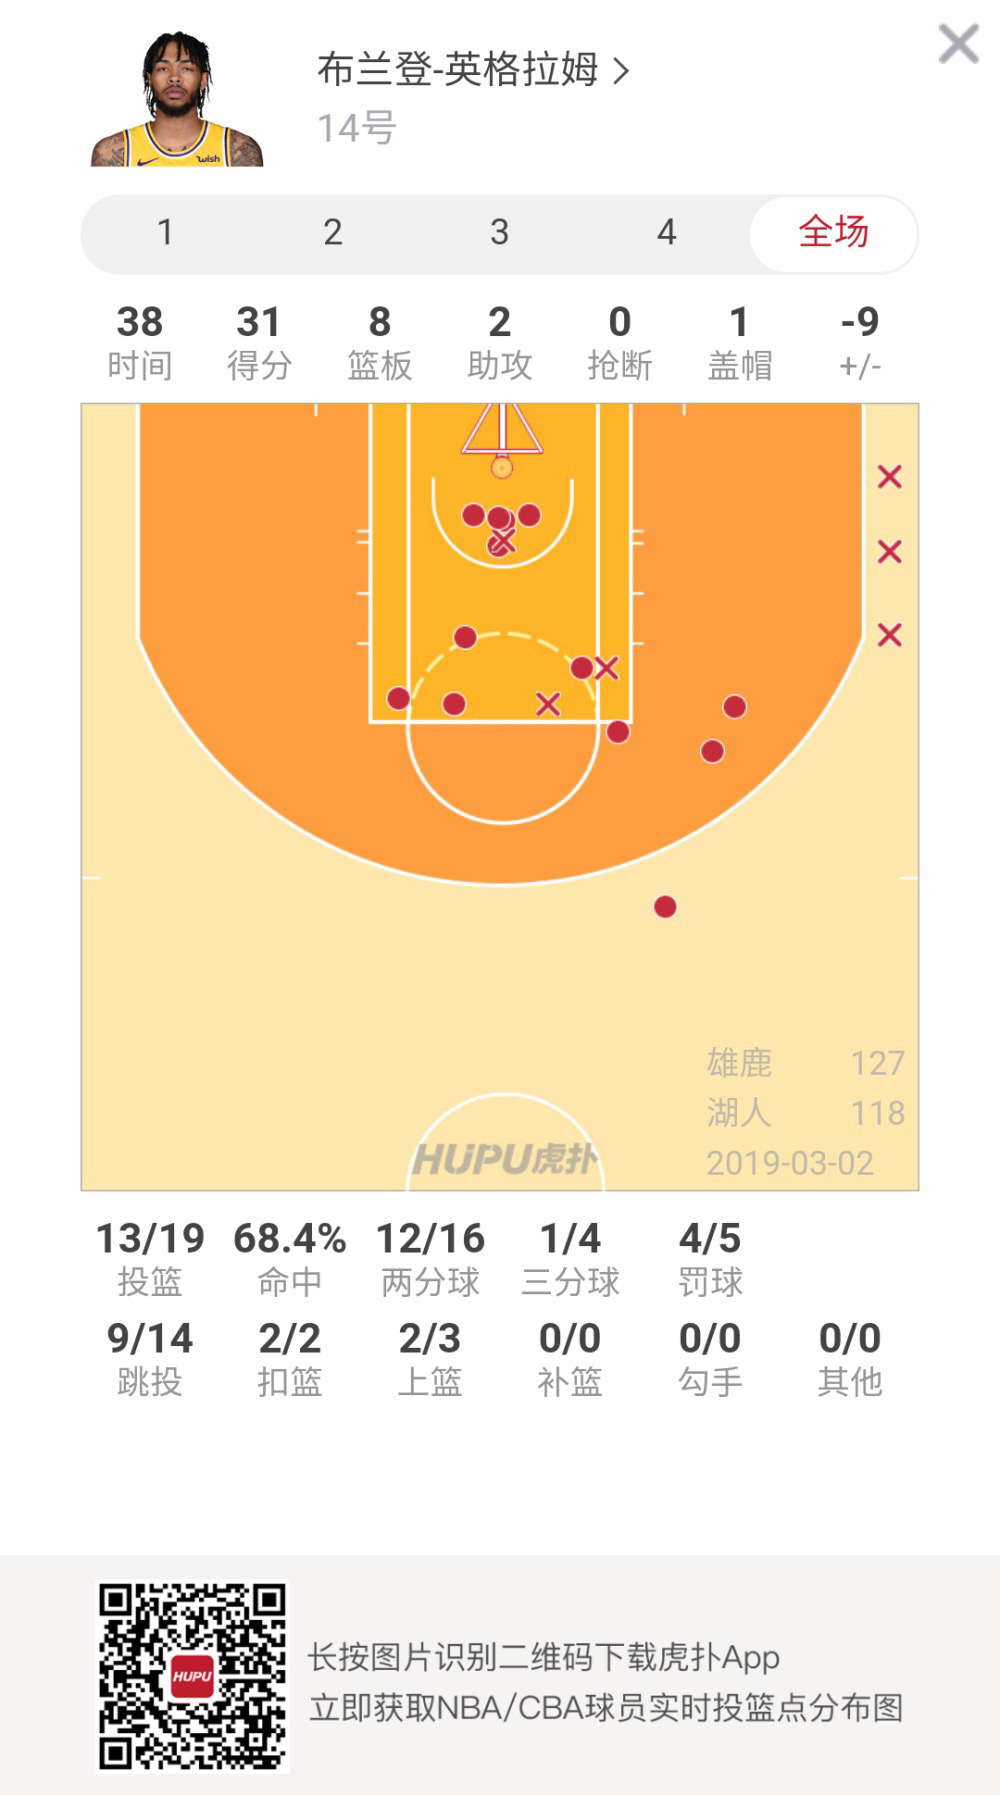 布兰登-英格拉姆
14号
wish
1 2 3 4 全场
38 31 8 2 0 1 -9
时间 得分 篮板 助攻 抢断 盖帽 +/-
雄鹿 127
湖人 118
HUPU虎扑
2019-03-02
13/19 68.4% 12/16 1/4 4/5
投篮 命中 两分球 三分球 罚球
9/14 2/2 2/3 0/0 0/0 0/0
跳投 扣篮 上篮 补篮 勾手 其他
HUPU
长按图片识别二维码下载虎扑App
立即获取NBA/CBA球员实时投篮点分布图